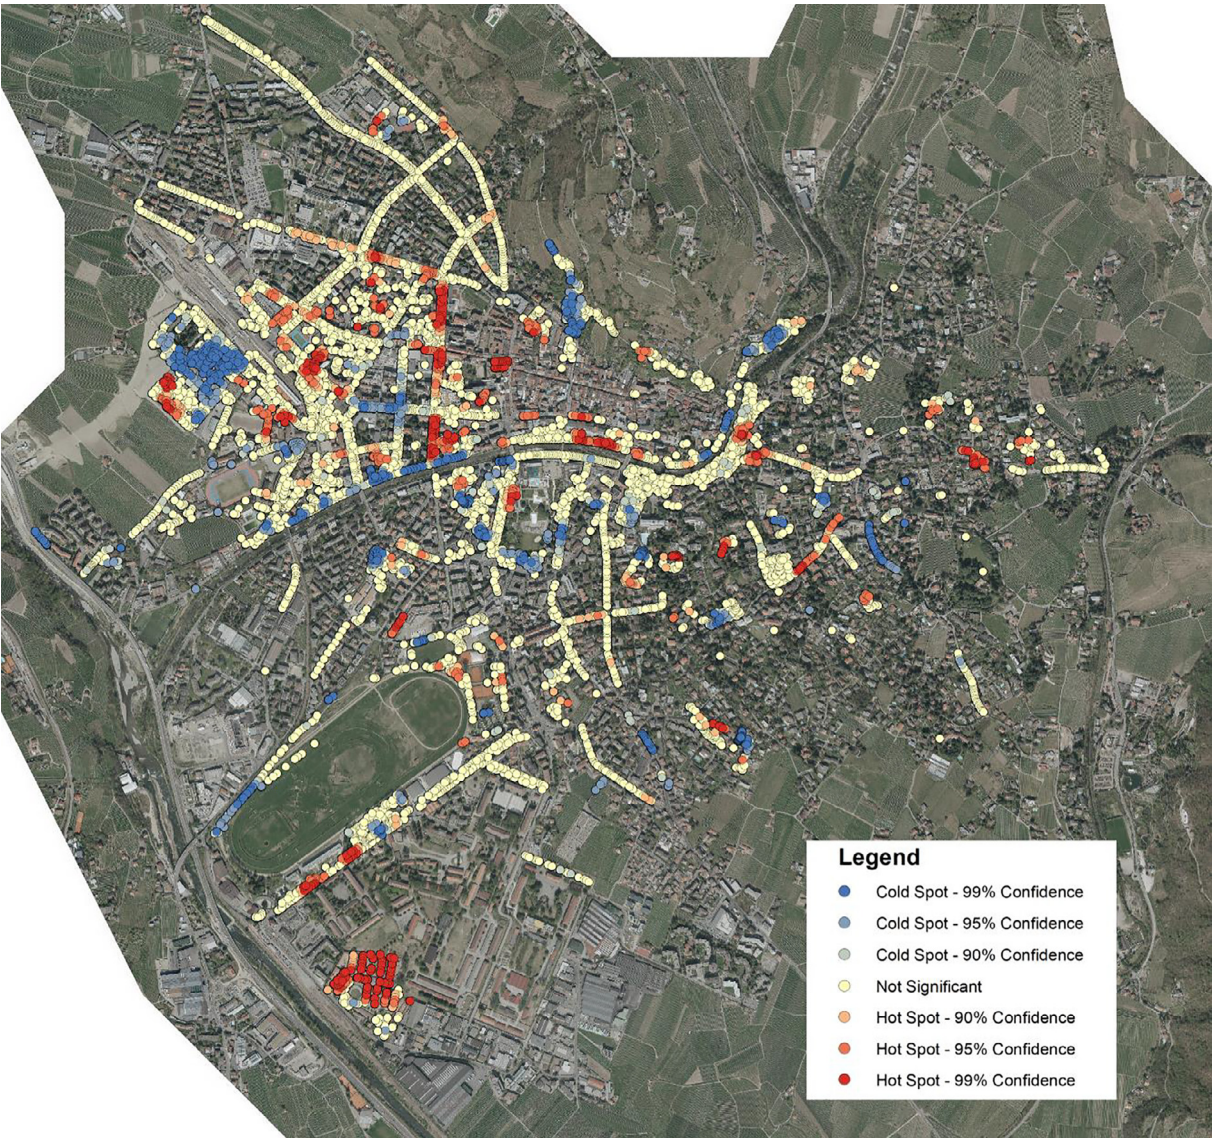 Legend
Cold Spot - 99% Confidence
Cold Spot - 95% Confidence
Cold Spot - 90% Confidence
Not Significant
Hot Spot - 90% Confidence
Hot Spot - 95% Confidence
Hot Spot - 99% Confidence